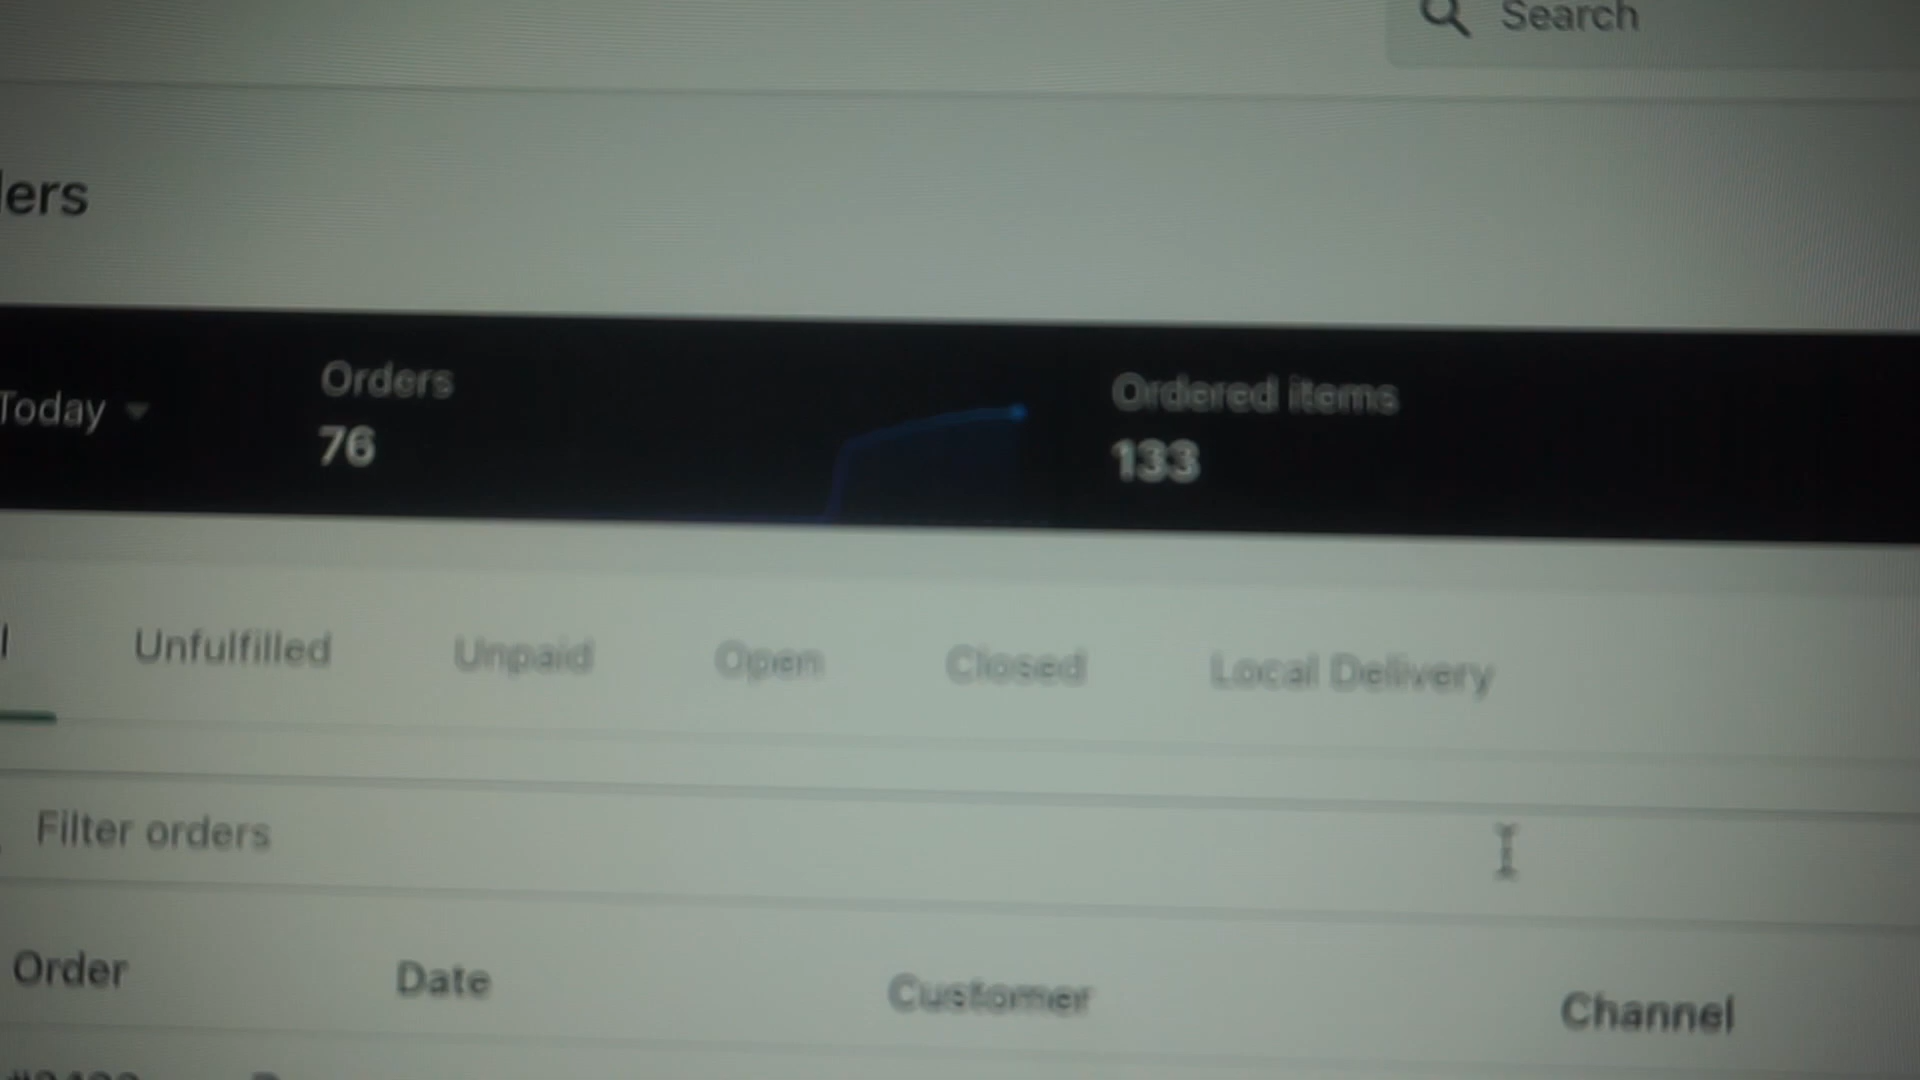 Search
ers
Today
Orders
76
Ordered items
133
Unfulfilled Unpaid Open Closed Local Delivery
Filter orders
Order Date Customer Channel